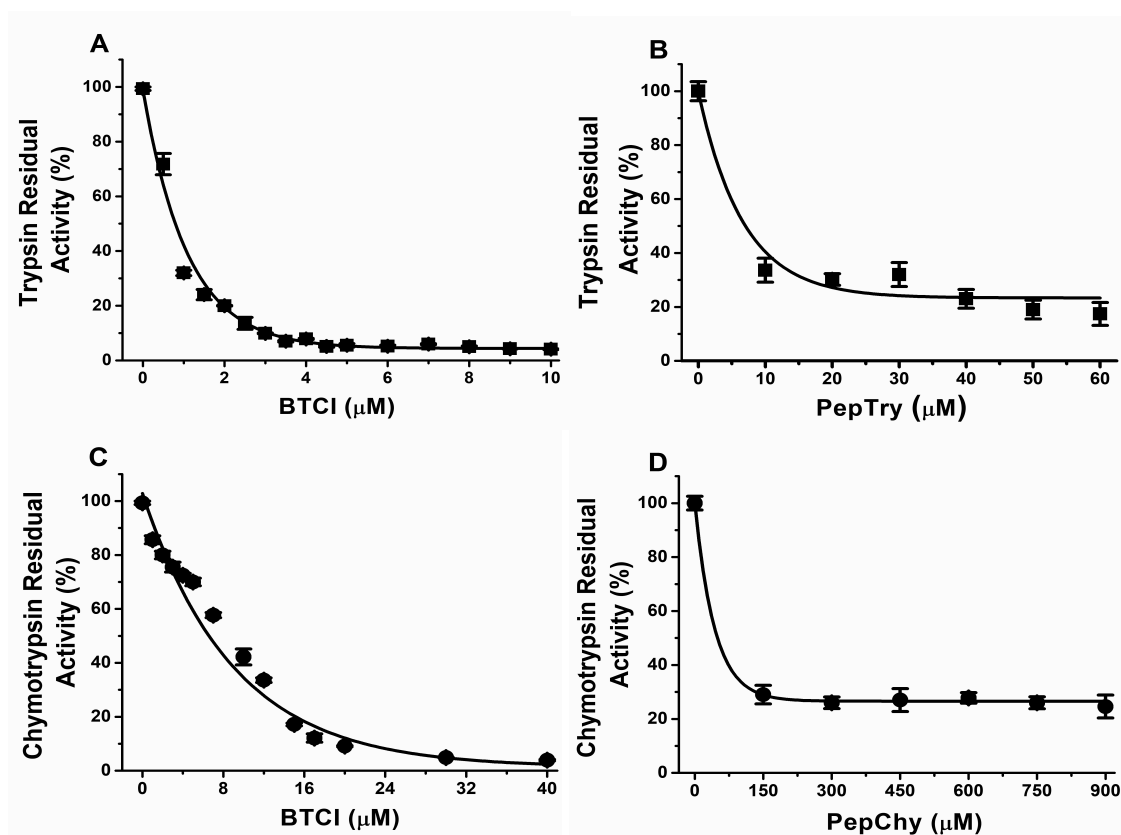 A
Trypsin Residual
Activity (%)
100
80
60
40
20
0
0 2 4 6 8 10
BTCI (μM)
B
Trypsin Residual
Activity (%)
100
80
60
40
20
0
0 10 20 30 40 50 60
PepTry (μM)
C
Chymotrypsin Residual
Activity (%)
100
80
60
40
20
0
0 8 16 24 32 40
BTCI (μM)
D
Chymotrypsin Residual
Activity (%)
100
80
60
40
20
0
0 150 300 450 600 750 900
PepChy (μM)